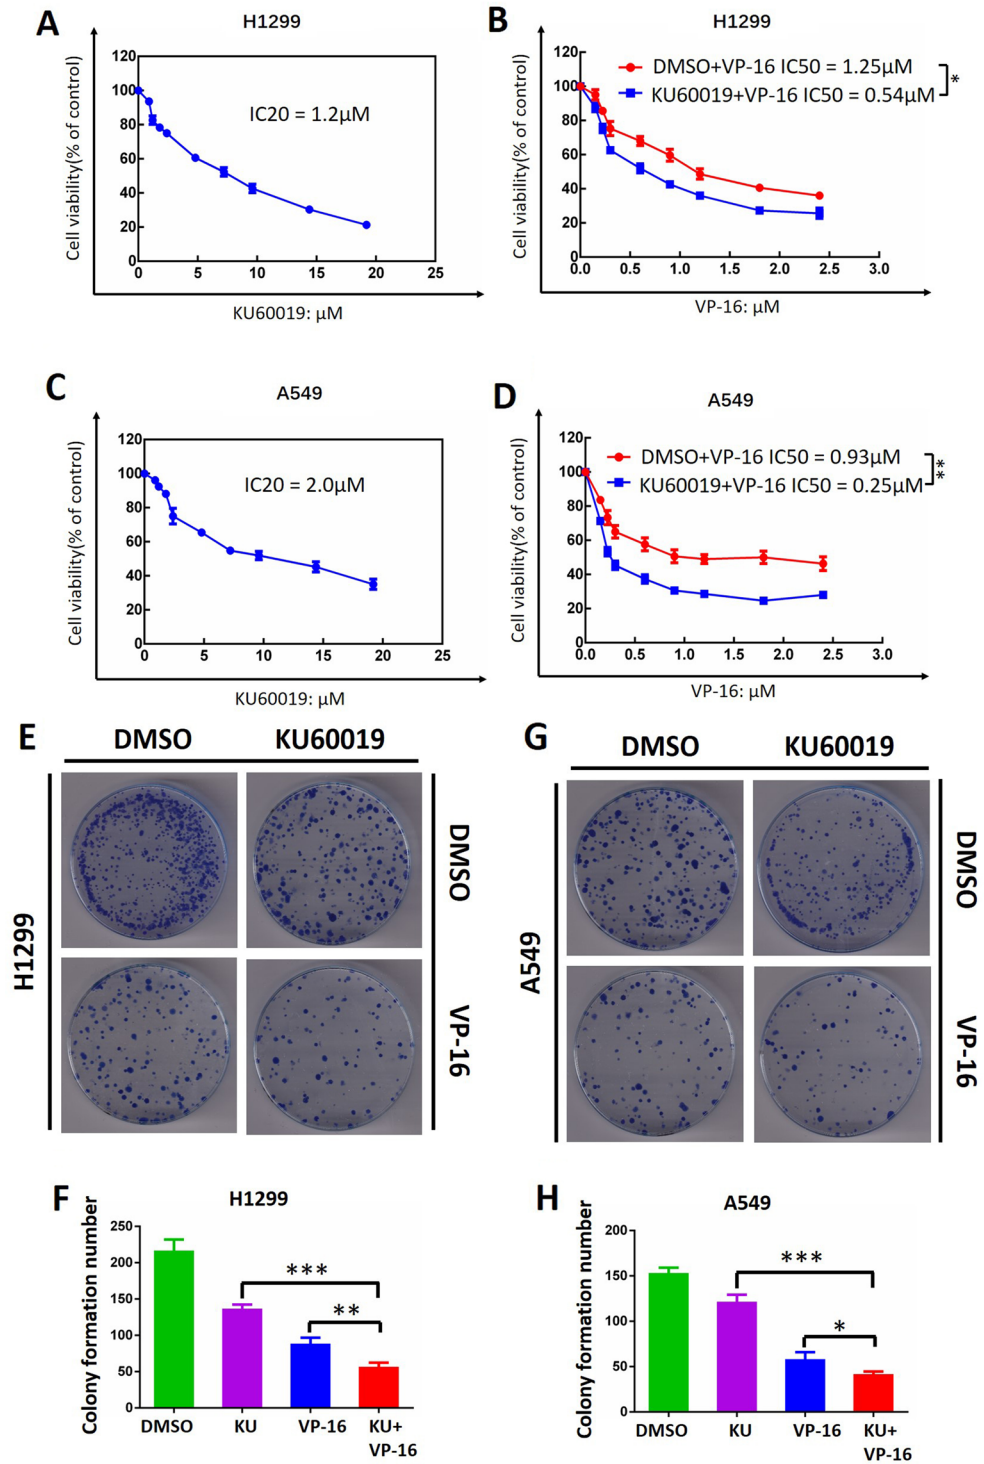 A
H1299
Cell viability(% of control)
120
100
80
60
40
20
0
IC20 = 1.2μM
0 5 10 15 20 25
KU60019: μM
B
H1299
Cell viability(% of control)
120
100
80
60
40
20
0
DMSO+VP-16 IC50 = 1.25μM
KU60019+VP-16 IC50 = 0.54μM
*
0.0 0.5 1.0 1.5 2.0 2.5 3.0
VP-16: μM
C
A549
Cell viability(% of control)
120
100
80
60
40
20
0
IC20 = 2.0μM
0 5 10 15 20 25
KU60019: μM
D
A549
Cell viability(% of control)
120
100
80
60
40
20
0
DMSO+VP-16 IC50 = 0.93μM
KU60019+VP-16 IC50 = 0.25μM
**
0.0 0.5 1.0 1.5 2.0 2.5 3.0
VP-16: μM
E
DMSO KU60019
H1299
DMSO
VP-16
G
DMSO KU60019
A549
DMSO
VP-16
F
H1299
Colony formation number
250
200
150
100
50
0
***
**
DMSO KU VP-16 KU+
VP-16
H
A549
Colony formation number
200
150
100
50
0
***
*
DMSO KU VP-16 KU+
VP-16